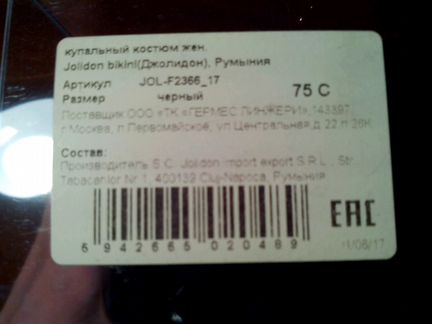 купальный костюм жен.
Jolidon bikini(Джолидон), Румыния
Артикул JOL-F2366_17
Размер черный 75 C
Поставщик ООО «ТК «ГЕРМЕС ЛИНЖЕРИ», 143397,
г Москва, п Первомайское, ул Центральная,д 22 п 26Н
Состав:
Производитель S.C. Jolidon Import export S.R.L., Str
Tabacarilor Nr 1, 403139 Cluj-Napoca, Румыния
EAC
5 942665 020489
/08/17